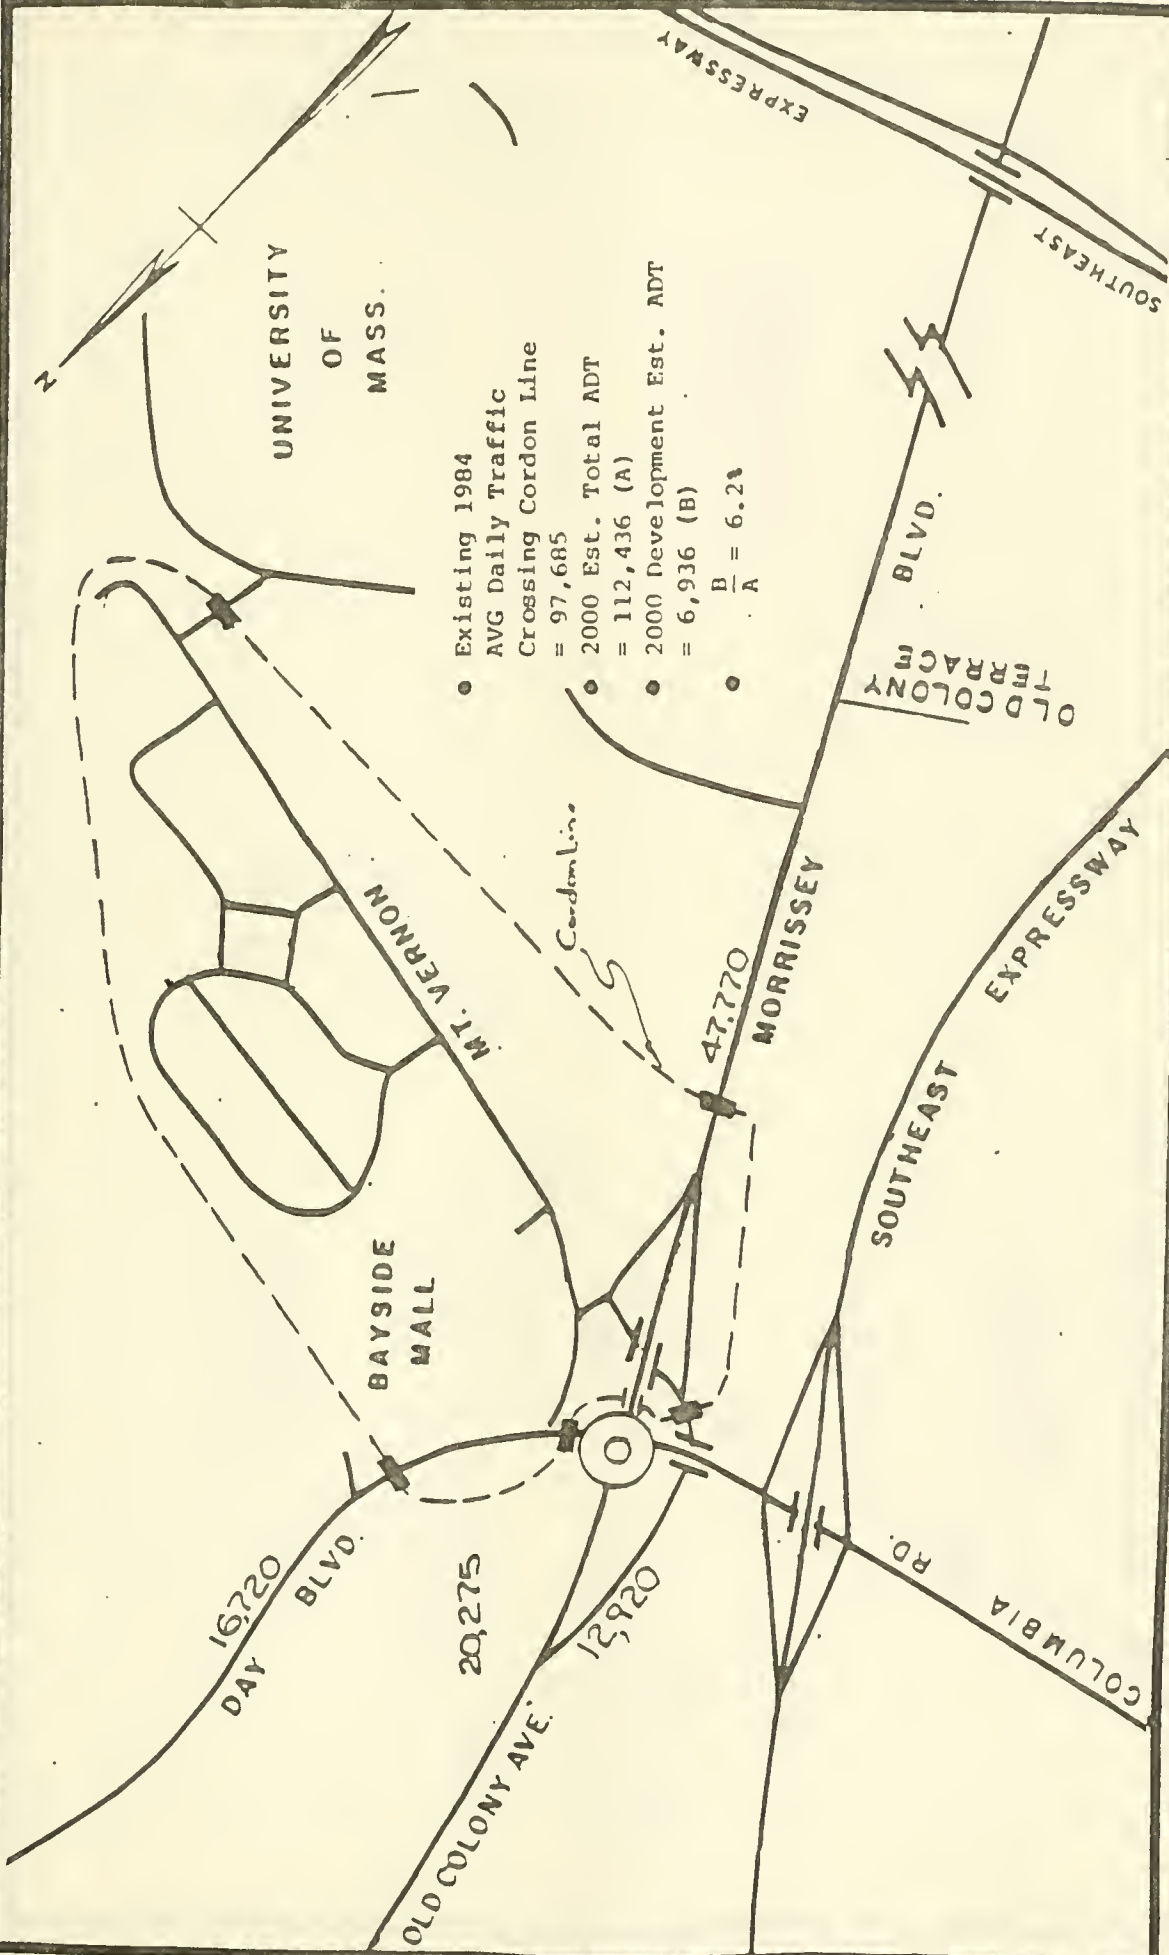 N
UNIVERSITY
OF
MASS.
EXPRESSWAY
SOUTHEAST
• Existing 1984
AVG Daily Traffic
Crossing Cordon Line
= 97,685
• 2000 Est. Total ADT
= 112,436 (A)
• 2000 Development Est. ADT
= 6,936 (B)
• B
A = 6.2%
MT. VERNON
Cordon Line
BLVD.
OLD COLONY
TERRACE
47,770
MORRISSEY
BAYSIDE
MALL
SOUTHEAST
EXPRESSWAY
16,720
DAY
BLVD.
20,275
12,920
OLD COLONY AVE.
COLUMBIA
RD.